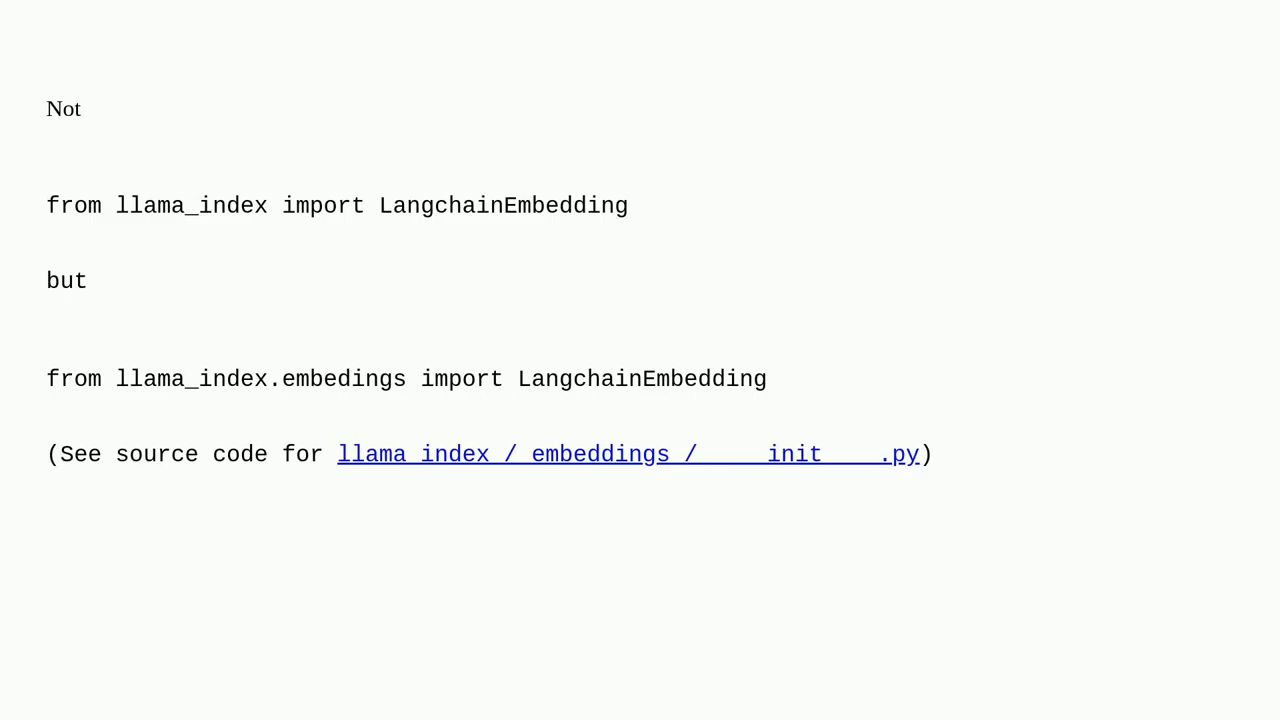 Not
from llama_index import LangchainEmbedding
but
from llama_index.embedings import LangchainEmbedding
(See source code for llama_index / embeddings / __init__.py)